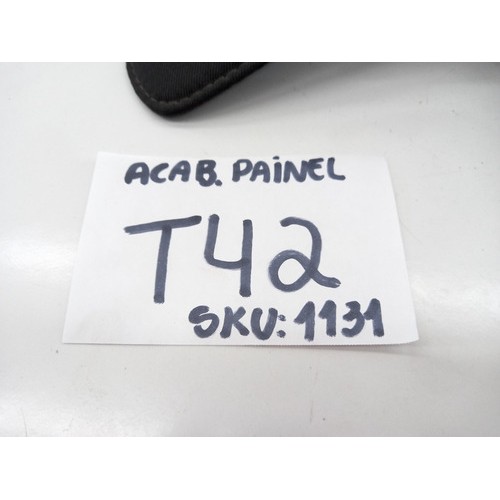 ACAB. PAINEL
T42
SKU: 1131